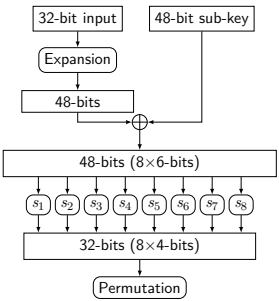 32-bit input 48-bit sub-key
Expansion
48-bits
48-bits (8×6-bits)
s₁ s₂ s₃ s₄ s₅ s₆ s₇ s₈
32-bits (8×4-bits)
Permutation